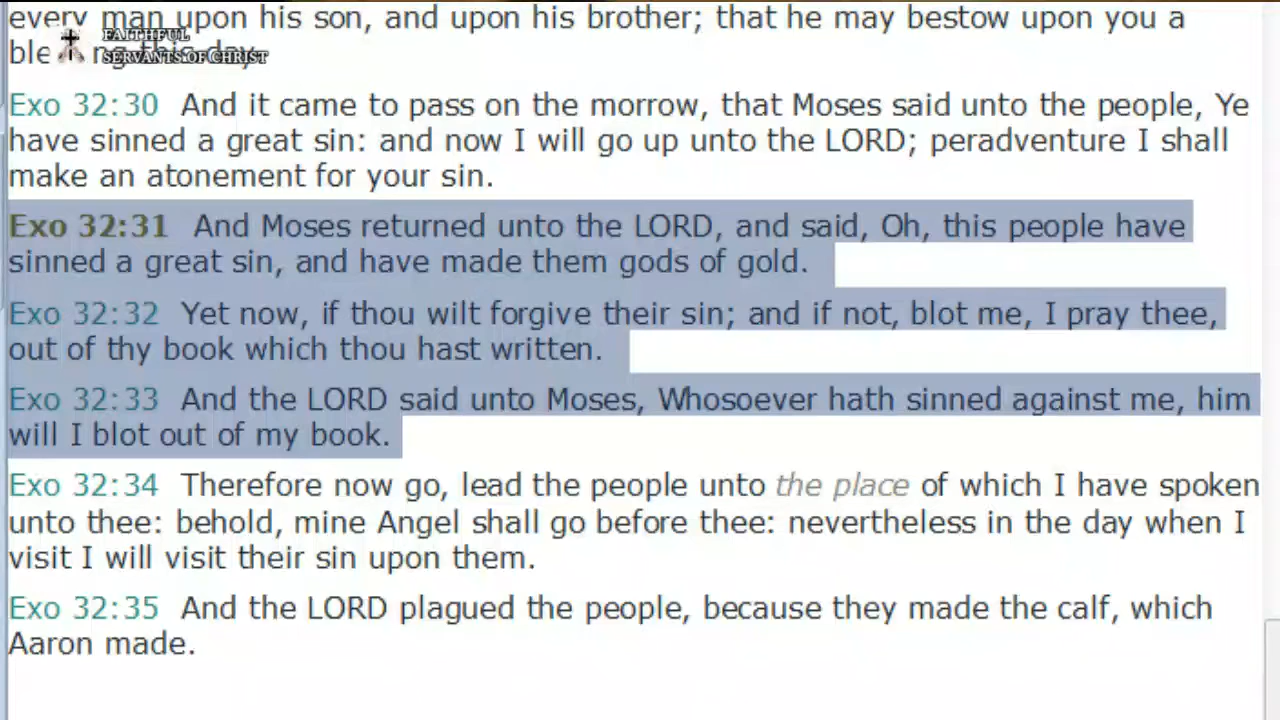 every man upon his son, and upon his brother; that he may bestow upon you a
FAITHFUL
SERVANTS OF CHRIST
Exo 32:30 And it came to pass on the morrow, that Moses said unto the people, Ye
have sinned a great sin: and now I will go up unto the LORD; peradventure I shall
make an atonement for your sin.
Exo 32:31 And Moses returned unto the LORD, and said, Oh, this people have
sinned a great sin, and have made them gods of gold.
Exo 32:32 Yet now, if thou wilt forgive their sin; and if not, blot me, I pray thee,
out of thy book which thou hast written.
Exo 32:33 And the LORD said unto Moses, Whosoever hath sinned against me, him
will I blot out of my book.
Exo 32:34 Therefore now go, lead the people unto the place of which I have spoken
unto thee: behold, mine Angel shall go before thee: nevertheless in the day when I
visit I will visit their sin upon them.
Exo 32:35 And the LORD plagued the people, because they made the calf, which
Aaron made.